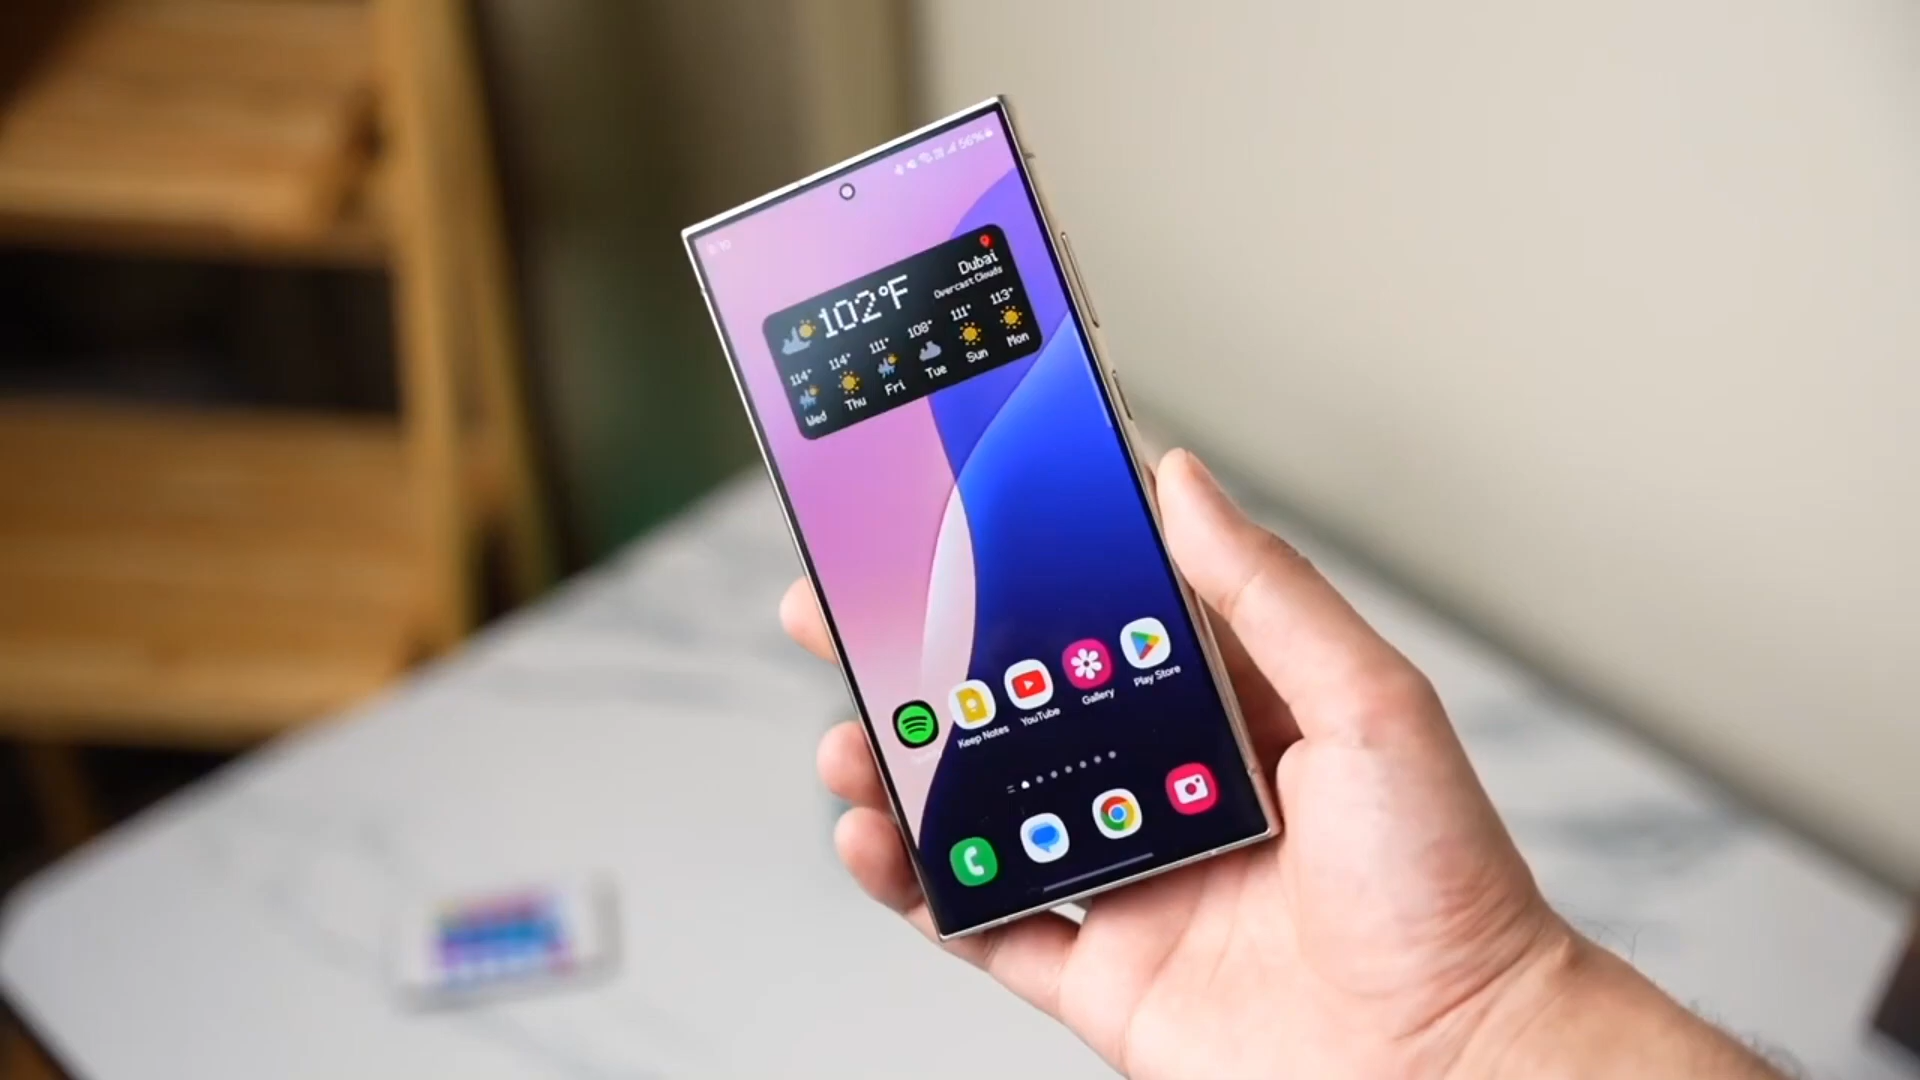 56%
102°F
Dubai
Overcast Clouds
114° 114° 111° 108° 111° 113°
Wed Thu Fri Tue Sun Mon
Keep Notes YouTube Gallery Play Store